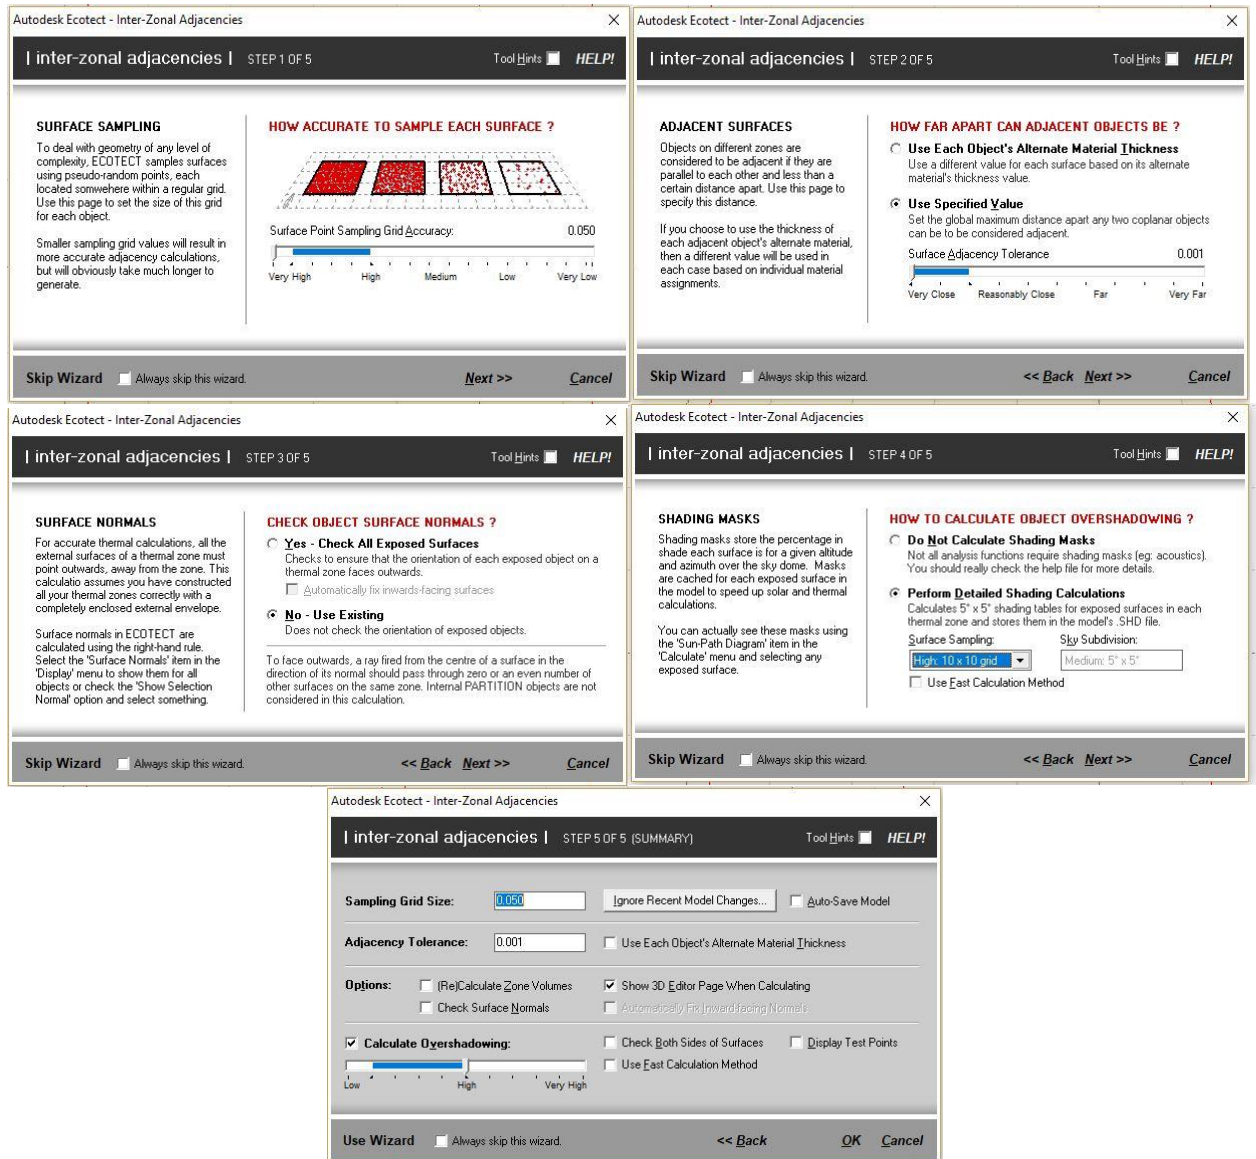 Autodesk Ecotect - Inter-Zonal Adjacencies
| inter-zonal adjacencies | STEP 1 OF 5
Tool Hints HELP!
SURFACE SAMPLING
To deal with geometry of any level of
complexity, ECOTECT samples surfaces
using pseudo-random points, each
located somwehere within a regular grid.
Use this page to set the size of this grid
for each object.
Smaller sampling grid values will result in
more accurate adjacency calculations,
but will obviously take much longer to
generate.
HOW ACCURATE TO SAMPLE EACH SURFACE ?
Surface Point Sampling Grid Accuracy: 0.050
Very High High Medium Low Very Low
Skip Wizard Always skip this wizard. Next >> Cancel
Autodesk Ecotect - Inter-Zonal Adjacencies
| inter-zonal adjacencies | STEP 2 OF 5
Tool Hints HELP!
ADJACENT SURFACES
Objects on different zones are
considered to be adjacent if they are
parallel to each other and less than a
certain distance apart. Use this page to
specify this distance.
If you choose to use the thickness of
each adjacent object's alternate material,
then a different value will be used in
each case based on individual material
assignments.
HOW FAR APART CAN ADJACENT OBJECTS BE ?
Use Each Object's Alternate Material Thickness
Use a different value for each surface based on its alternate
material's thickness value.
Use Specified Value
Set the global maximum distance apart any two coplanar objects
can be to be considered adjacent.
Surface Adjacency Tolerance 0.001
Very Close Reasonably Close Far Very Far
Skip Wizard Always skip this wizard. << Back Next >> Cancel
Autodesk Ecotect - Inter-Zonal Adjacencies
| inter-zonal adjacencies | STEP 3 OF 5
Tool Hints HELP!
SURFACE NORMALS
For accurate thermal calculations, all the
external surfaces of a thermal zone must
point outwards, away from the zone. This
calculatio assumes you have constructed
all your thermal zones correctly with a
completely enclosed external envelope.
Surface normals in ECOTECT are
calculated using the right-hand rule.
Select the 'Surface Normals' item in the
'Display' menu to show them for all
objects or check the 'Show Selection
Normal' option and select something.
CHECK OBJECT SURFACE NORMALS ?
Yes - Check All Exposed Surfaces
Checks to ensure that the orientation of each exposed object on a
thermal zone faces outwards.
Automatically fix inwards-facing surfaces
No - Use Existing
Does not check the orientation of exposed objects.
To face outwards, a ray fired from the centre of a surface in the
direction of its normal should pass through zero or an even number of
other surfaces on the same zone. Internal PARTITION objects are not
considered in this calculation.
Skip Wizard Always skip this wizard. << Back Next >> Cancel
Autodesk Ecotect - Inter-Zonal Adjacencies
| inter-zonal adjacencies | STEP 4 OF 5
Tool Hints HELP!
SHADING MASKS
Shading masks store the percentage in
shade each surface is for a given altitude
and azimuth over the sky dome. Masks
are cached for each exposed surface in
the model to speed up solar and thermal
calculations.
You can actually see these masks using
the 'Sun-Path Diagram' item in the
'Calculate' menu and selecting any
exposed surface.
HOW TO CALCULATE OBJECT OVERSHADOWING ?
Do Not Calculate Shading Masks
Not all analysis functions require shading masks (eg: acoustics).
You should really check the help file for more details.
Perform Detailed Shading Calculations
Calculates 5° x 5° shading tables for exposed surfaces in each
thermal zone and stores them in the model's .SHD file.
Surface Sampling: Sky Subdivision:
High: 10 x 10 grid Medium: 5° x 5°
Use Fast Calculation Method
Skip Wizard Always skip this wizard. << Back Next >> Cancel
Autodesk Ecotect - Inter-Zonal Adjacencies
| inter-zonal adjacencies | STEP 5 OF 5 (SUMMARY)
Tool Hints HELP!
Sampling Grid Size: 0.050 Ignore Recent Model Changes... Auto-Save Model
Adjacency Tolerance: 0.001 Use Each Object's Alternate Material Thickness
Options: (Re)Calculate Zone Volumes Show 3D Editor Page When Calculating
Check Surface Normals Automatically Fix Inward-facing Normals
Calculate Overshadowing: Check Both Sides of Surfaces Display Test Points
Use Fast Calculation Method
Low High Very High
Use Wizard Always skip this wizard. << Back OK Cancel